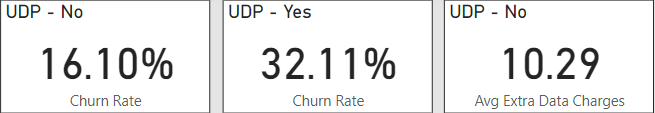 UDP - No
16.10%
Churn Rate
UDP - Yes
32.11%
Churn Rate
UDP - No
10.29
Avg Extra Data Charges